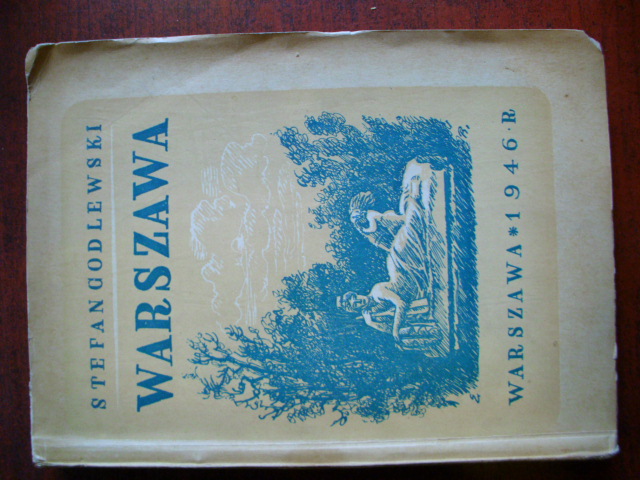 STEFAN GODLEWSKI
WARSZAWA
E
R.
WARSZAWA * 1946 · R